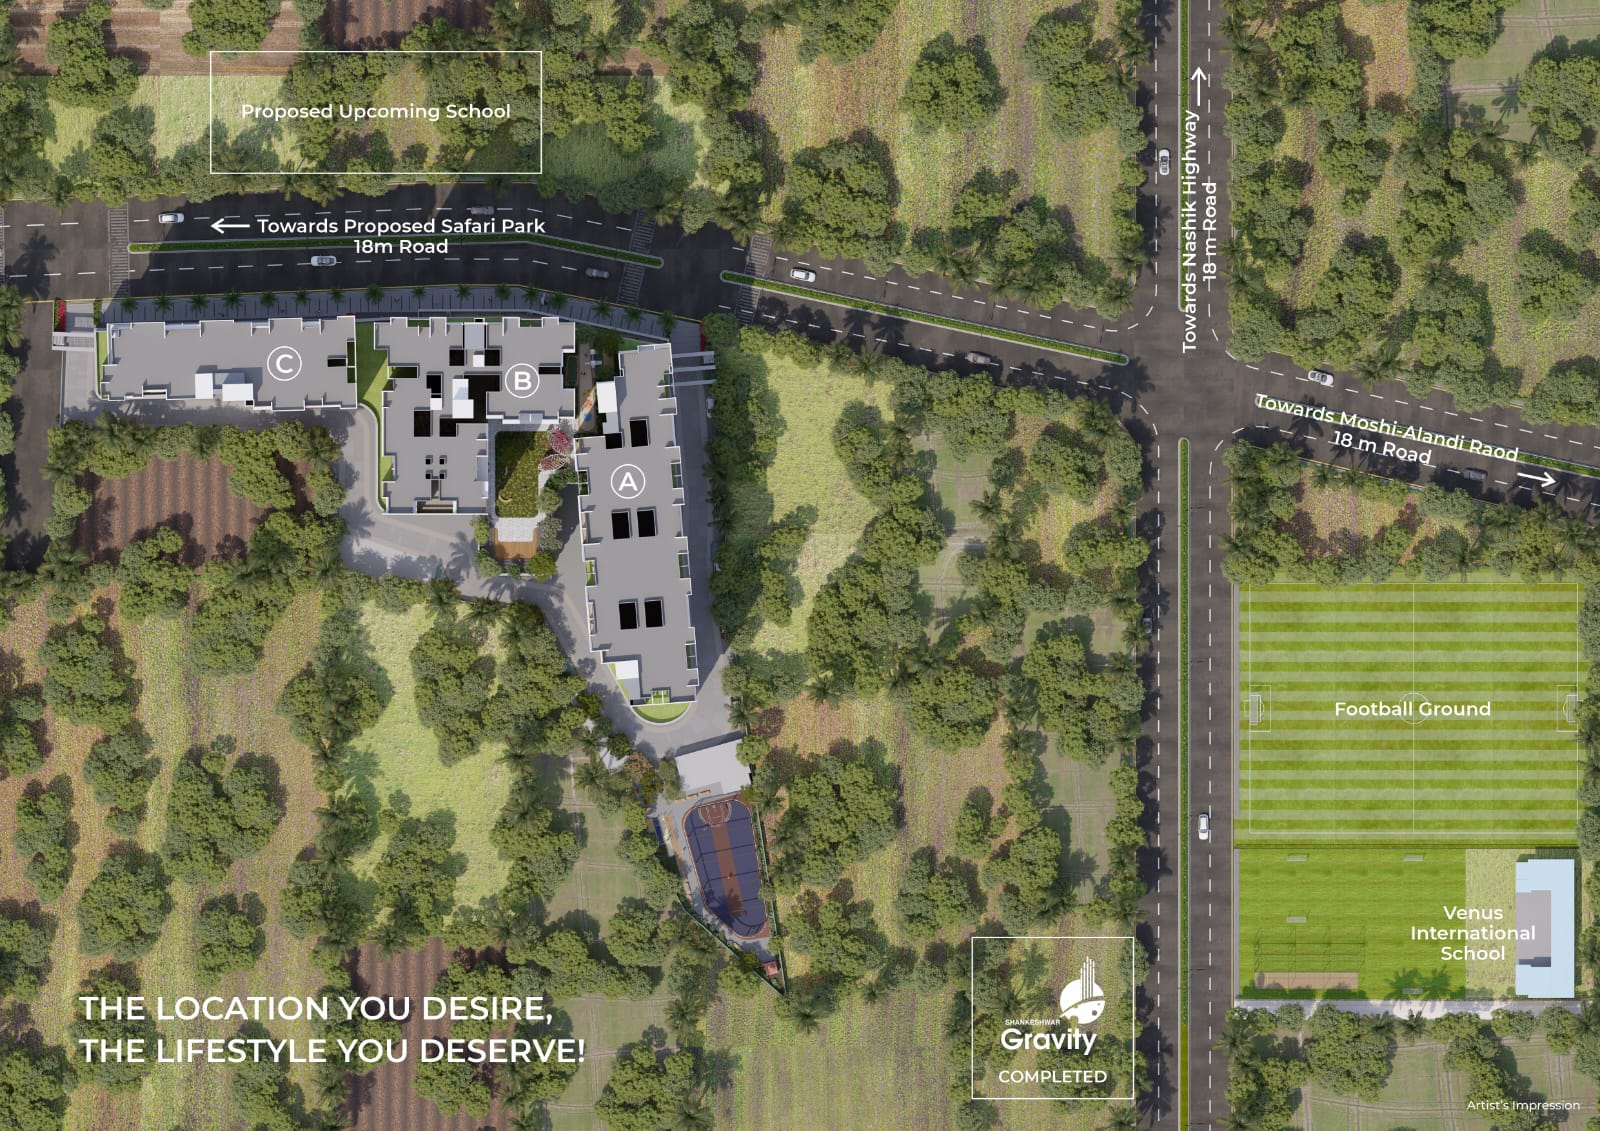 Proposed Upcoming School
Towards Proposed Safari Park
18m Road
Towards Nashik Highway
18 m Road
Towards Moshi-Alandi Raod
18 m Road
C
B
A
Football Ground
Venus
International
School
THE LOCATION YOU DESIRE,
THE LIFESTYLE YOU DESERVE!
SHANKESHWAR
Gravity
COMPLETED
Artist's Impression